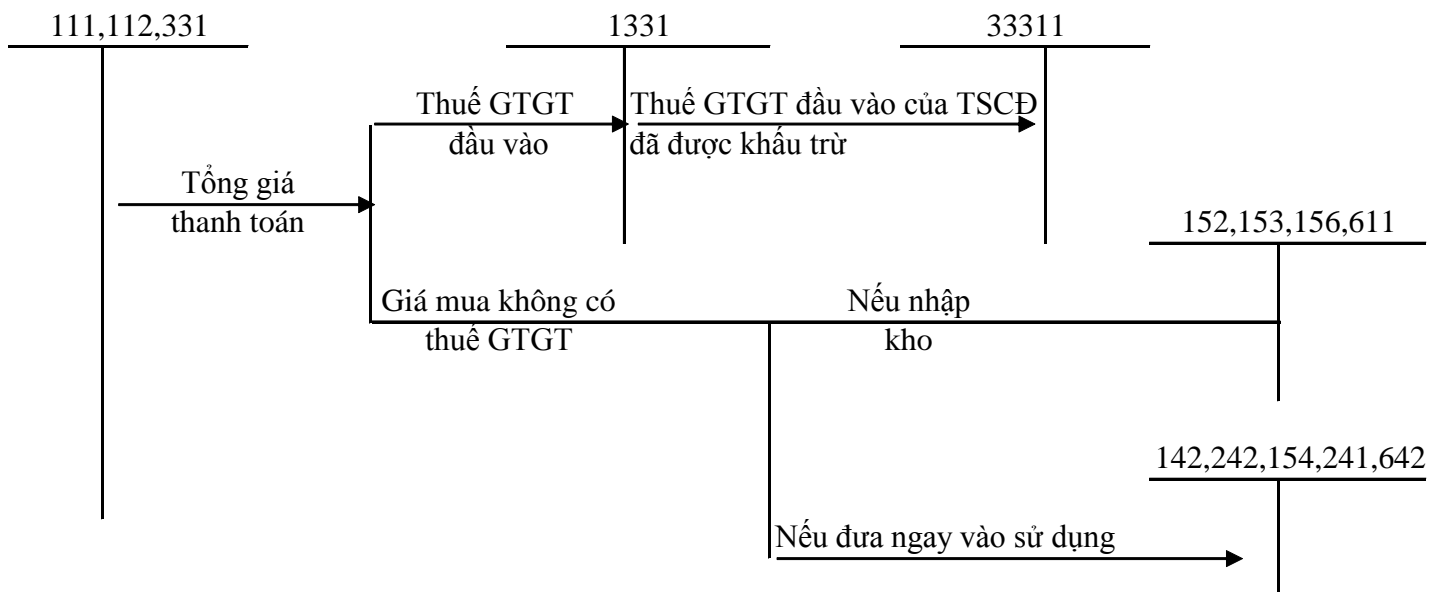 111,112,331
1331
33311
Thuế GTGT
đầu vào
Thuế GTGT đầu vào của TSCĐ
đã được khấu trừ
Tổng giá
thanh toán
152,153,156,611
Giá mua không có
thuế GTGT
Nếu nhập
kho
142,242,154,241,642
Nếu đưa ngay vào sử dụng